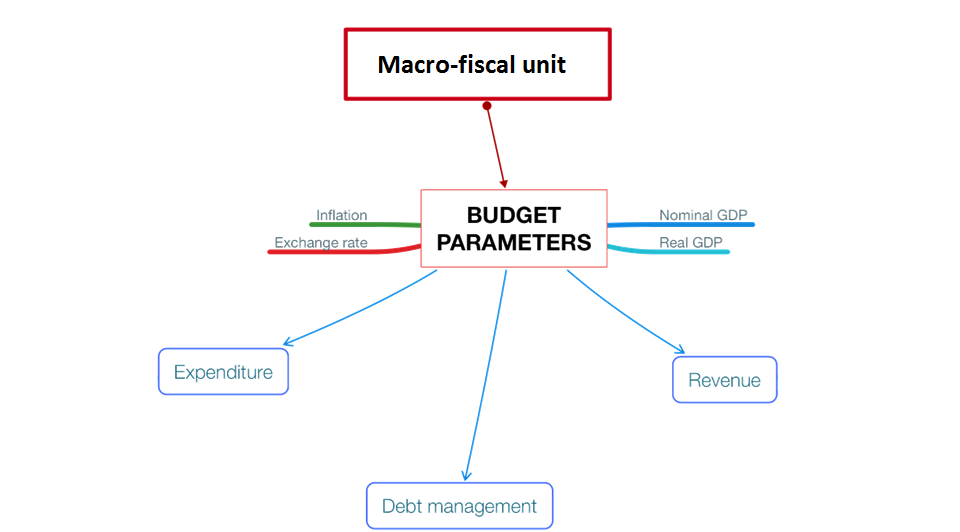 Macro-fiscal unit
BUDGET
PARAMETERS
Inflation
Exchange rate
Nominal GDP
Real GDP
Expenditure
Revenue
Debt management